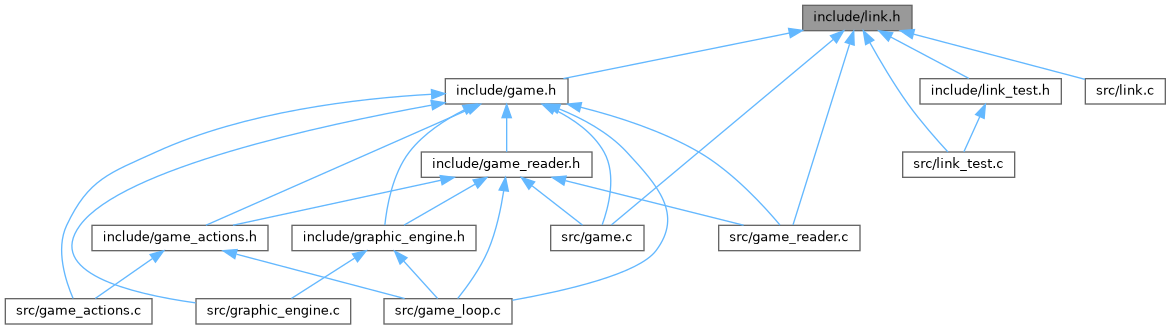 include/link.h
include/game.h
include/link_test.h
src/link.c
include/game_reader.h
src/link_test.c
include/game_actions.h
include/graphic_engine.h
src/game.c
src/game_reader.c
src/game_actions.c
src/graphic_engine.c
src/game_loop.c